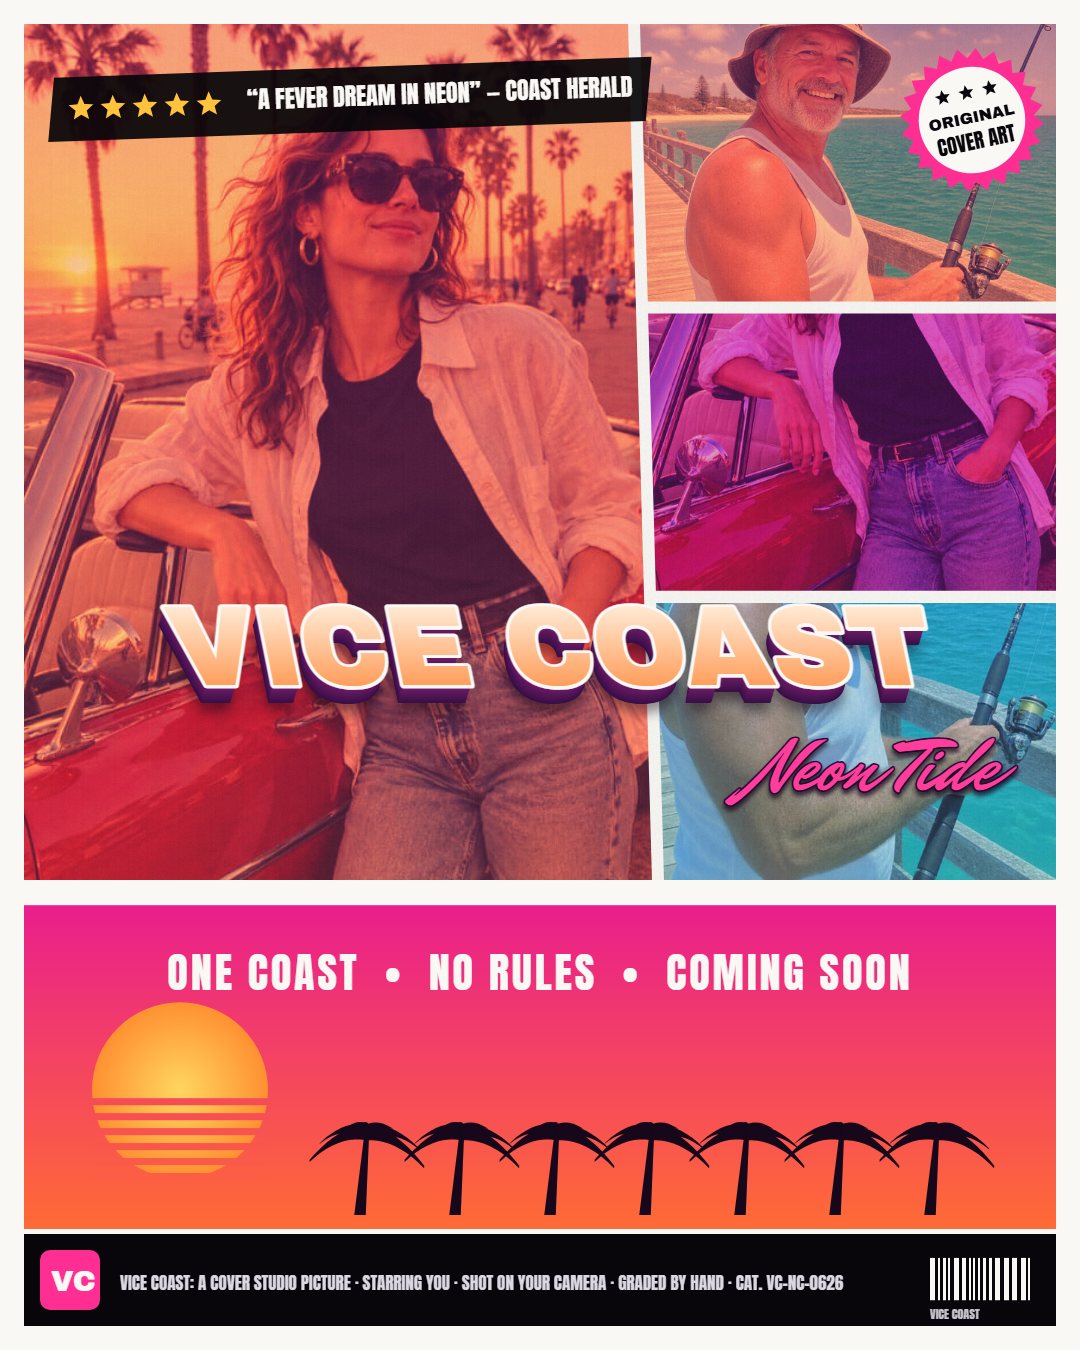 “A FEVER DREAM IN NEON” – COAST HERALD
ORIGINAL
COVER ART
VICE COAST
Neon Tide
ONE COAST • NO RULES • COMING SOON
VC
VICE COAST: A COVER STUDIO PICTURE · STARRING YOU · SHOT ON YOUR CAMERA · GRADED BY HAND · CAT. VC-NC-0626
VICE COAST